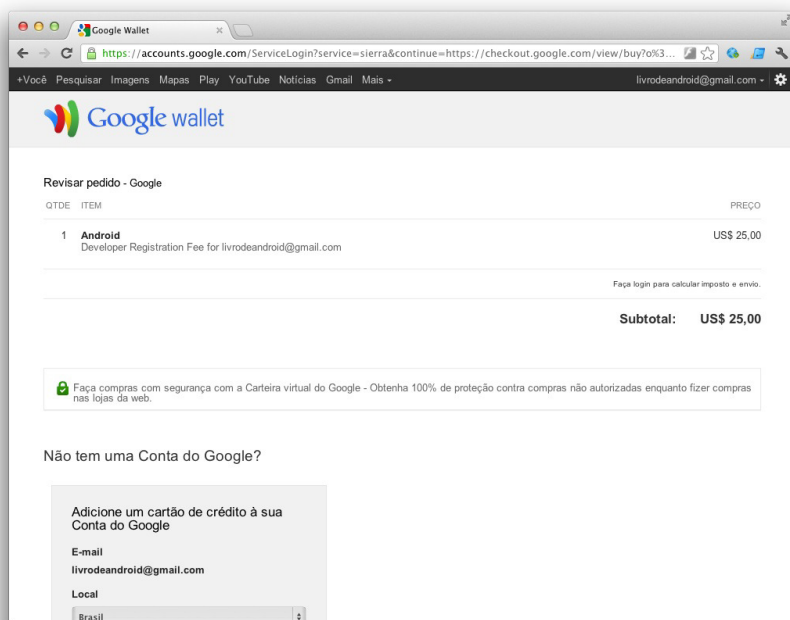 Google Wallet
https://accounts.google.com/ServiceLogin?service=sierra&continue=https://checkout.google.com/view/buy?o%3...
+Você Pesquisar Imagens Mapas Play YouTube Notícias Gmail Mais
livrodeandroid@gmail.com
Google wallet
Revisar pedido - Google
QTDE ITEM PREÇO
1 Android US$ 25,00
Developer Registration Fee for livrodeandroid@gmail.com
Faça login para calcular imposto e envio.
Subtotal: US$ 25,00
Faça compras com segurança com a Carteira virtual do Google - Obtenha 100% de proteção contra compras não autorizadas enquanto fizer compras
nas lojas da web.
Não tem uma Conta do Google?
Adicione um cartão de crédito à sua
Conta do Google
E-mail
livrodeandroid@gmail.com
Local
Brasil